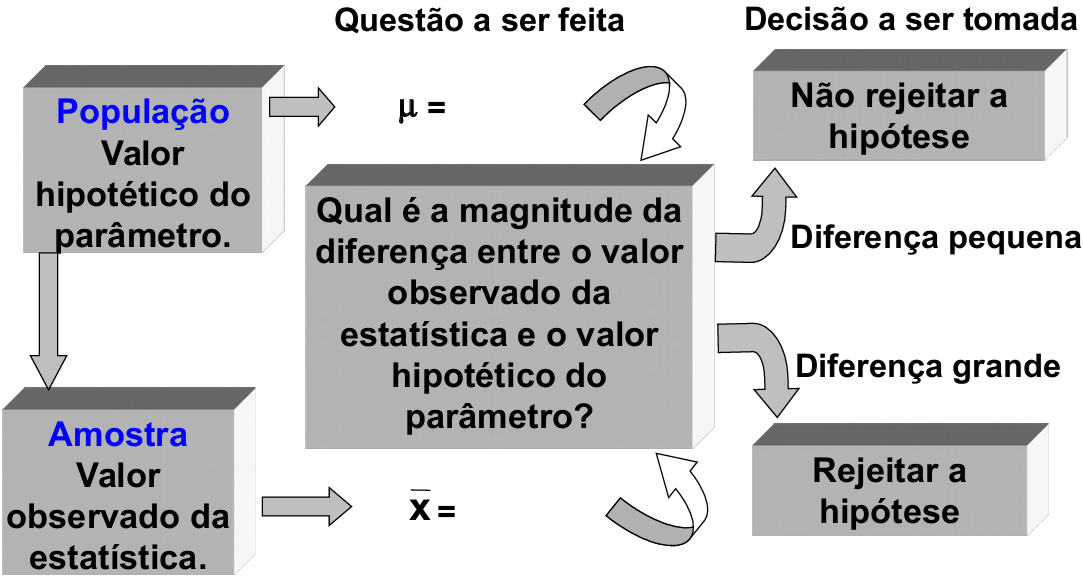 Questão a ser feita
Decisão a ser tomada
População
Valor
hipotético do
parâmetro.
μ =
Não rejeitar a
hipótese
Qual é a magnitude da
diferença entre o valor
observado da
estatística e o valor
hipotético do
parâmetro?
Diferença pequena
Diferença grande
Amostra
Valor
observado da
estatística.
x̄ =
Rejeitar a
hipótese